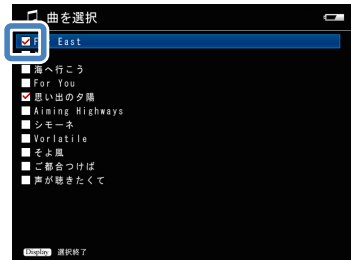 曲を選択
East
海へ行こう
For You
思い出の夕陽
Aiming Highways
シモーネ
Vorlatile
そよ風
ご都合つけば
声が聴きたくて
Display 選択終了